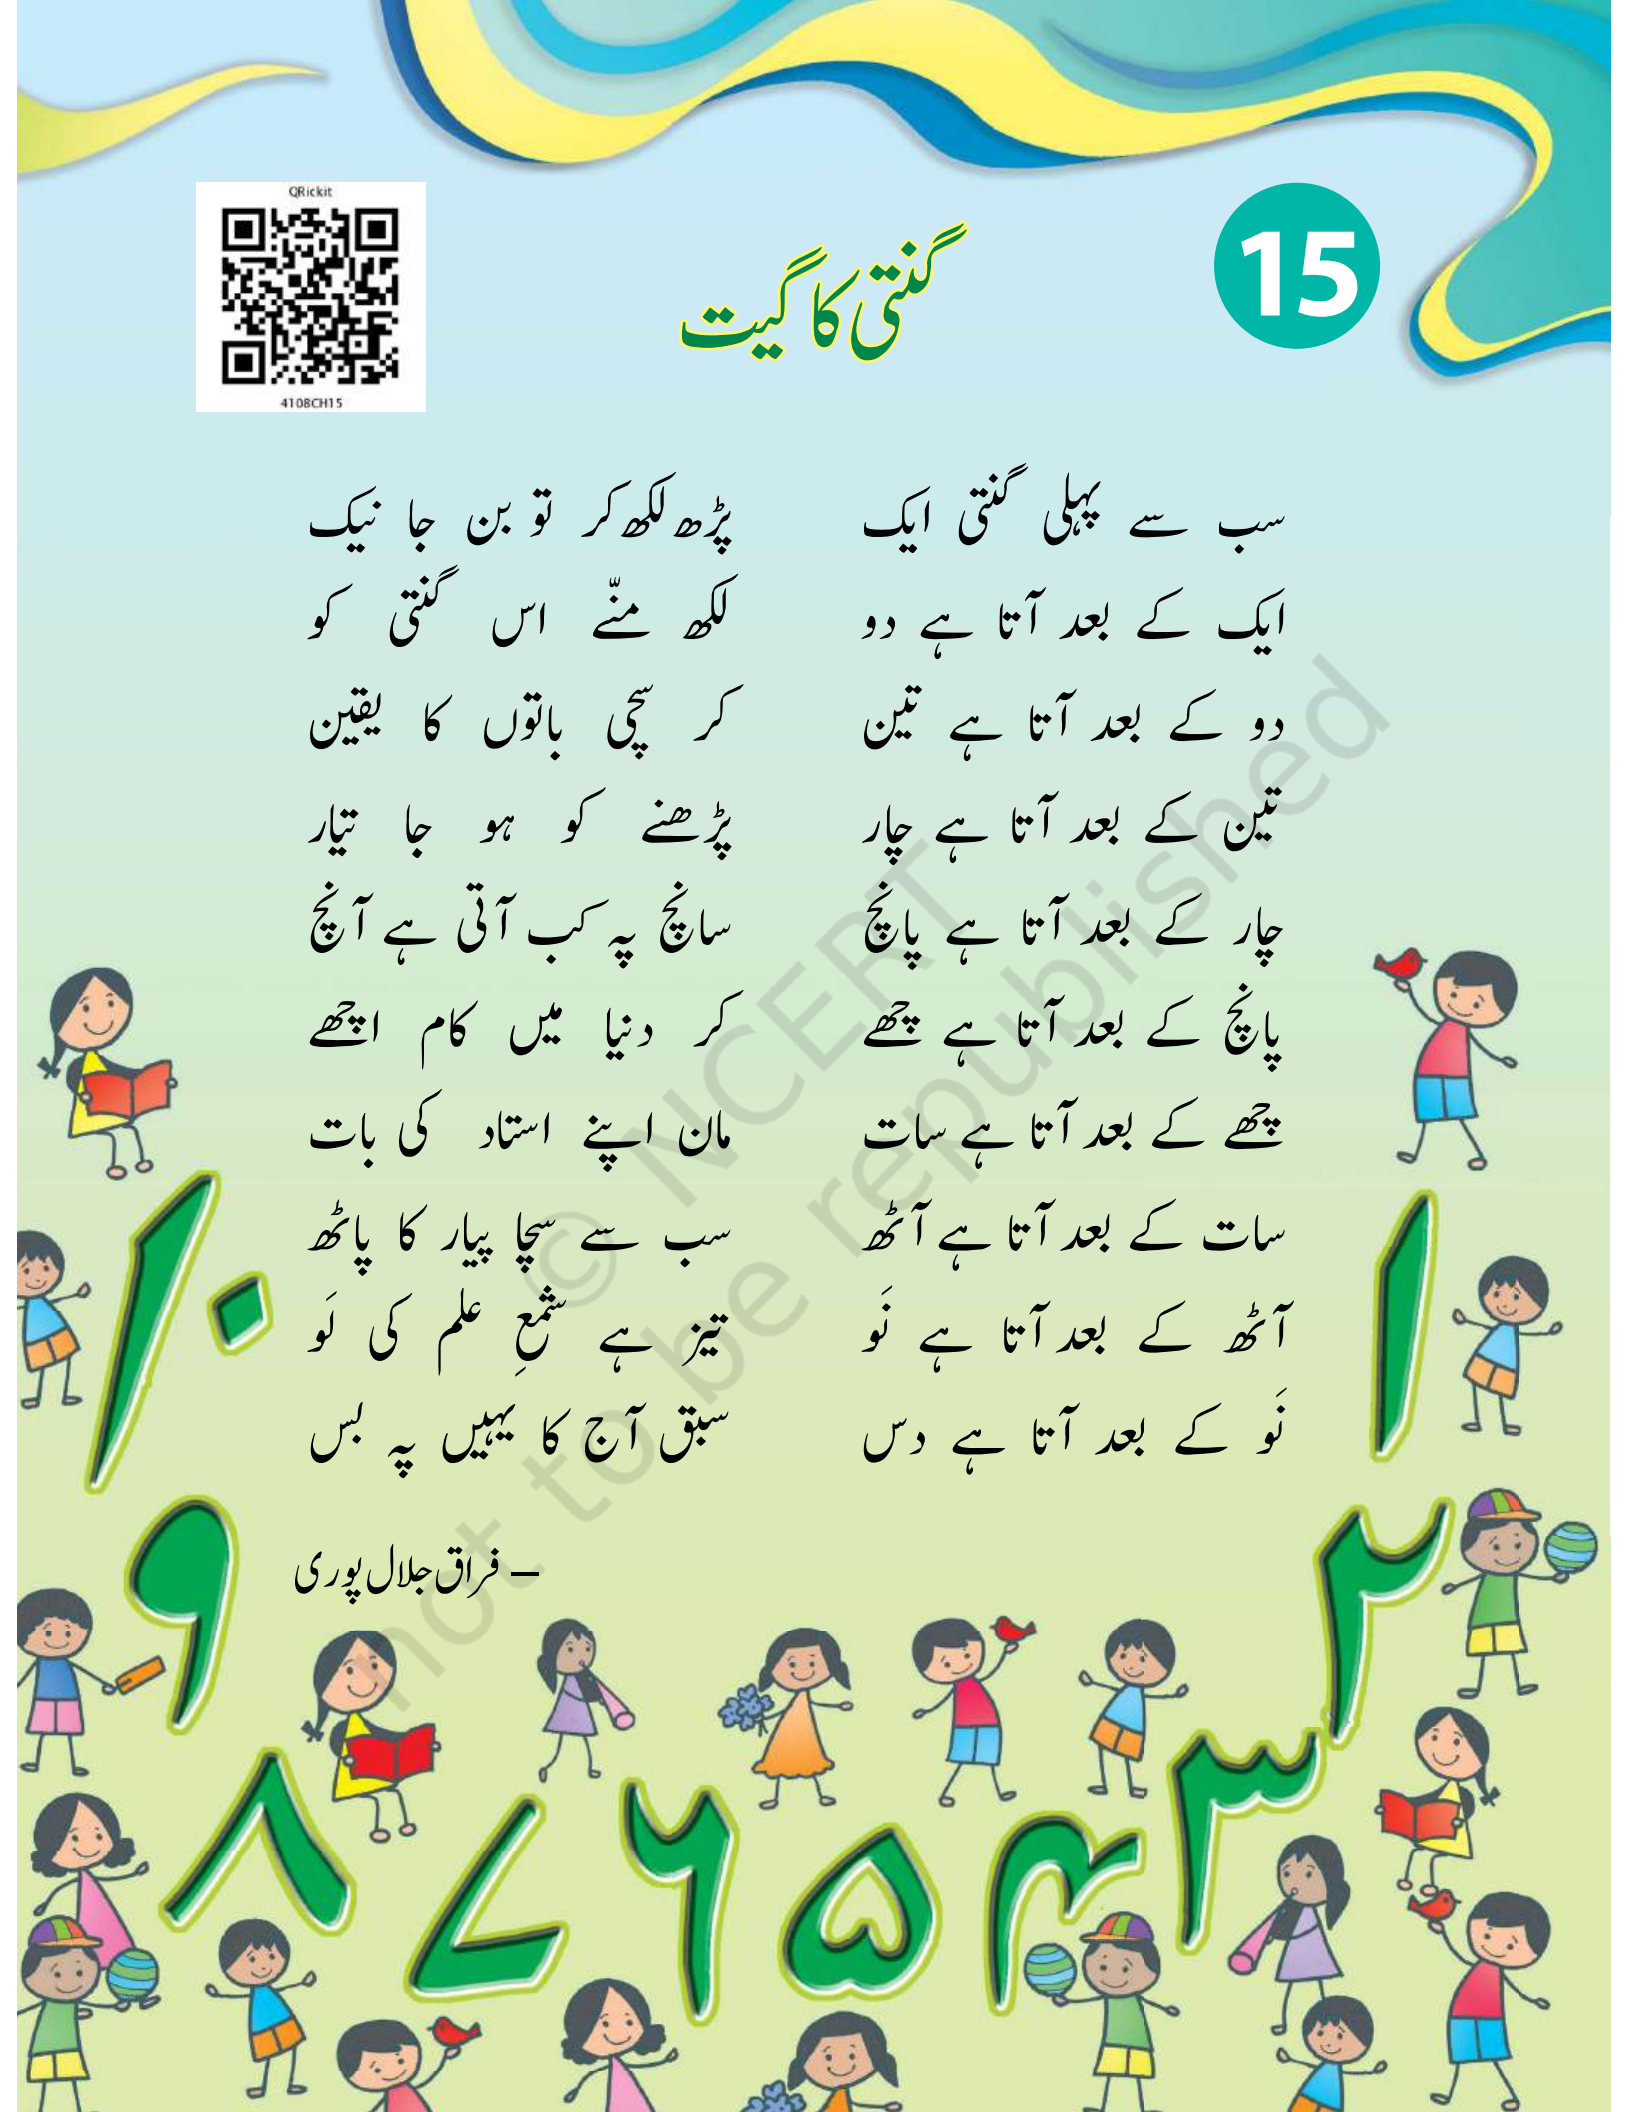 QRickit
4108CH15
15
گنتی کا گیت
سب سے پہلی گنتی ایک پڑھ لکھ کر تو بن جا نیک
ایک کے بعد آتا ہے دو لکھ منّے اس گنتی کو
دو کے بعد آتا ہے تین کر سچّی باتوں کا یقین
تین کے بعد آتا ہے چار پڑھنے کو ہو جا تیّار
چار کے بعد آتا ہے پانچ سانچ پہ کب آتی ہے آنچ
پانچ کے بعد آتا ہے چھے کر دنیا میں کام اچھے
چھے کے بعد آتا ہے سات مان اپنے استاد کی بات
سات کے بعد آتا ہے آٹھ سب سے سچا پیار کا پاٹھ
آٹھ کے بعد آتا ہے نَو تیز ہے شمعِ علم کی لَو
نَو کے بعد آتا ہے دس سبق آج کا یہیں پہ بس
– فراق جلال پوری
© NCERT
not to be republished
۱
۲
۳
۴
۵
۶
۷
۸
۹
۱۰